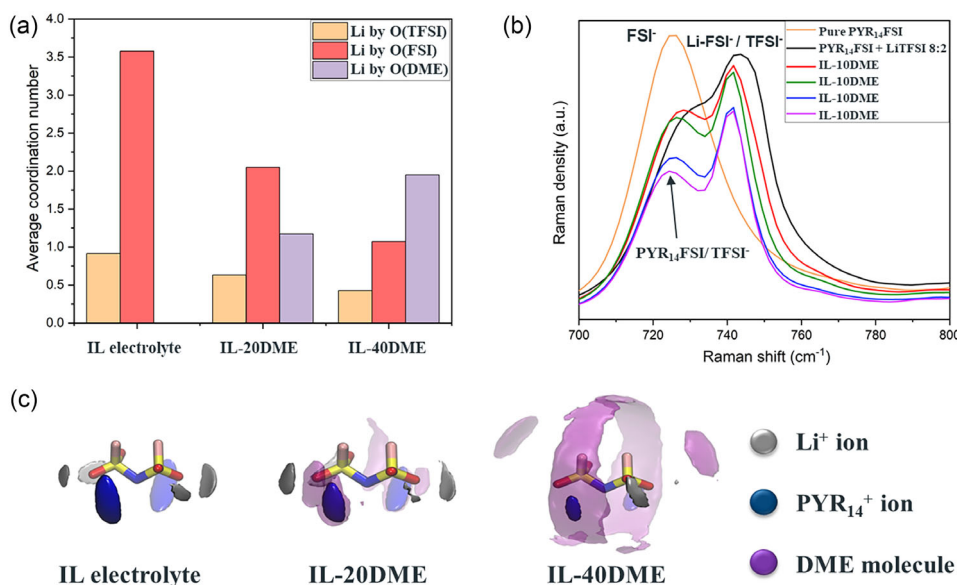 (a)
4.0
3.5
3.0
2.5
2.0
1.5
1.0
0.5
0.0
Average coordination number
Li by O(TFSI)
Li by O(FSI)
Li by O(DME)
IL electrolyte
IL-20DME
IL-40DME
(b)
FSI⁻
Li-FSI⁻ / TFSI⁻
Pure PYR₁₄FSI
PYR₁₄FSI + LiTFSI 8:2
IL-10DME
IL-10DME
IL-10DME
IL-10DME
PYR₁₄FSI/TFSI⁻
Raman density (a.u.)
700
720
740
760
780
800
Raman shift (cm⁻¹)
(c)
IL electrolyte
IL-20DME
IL-40DME
Li⁺ ion
PYR₁₄⁺ ion
DME molecule